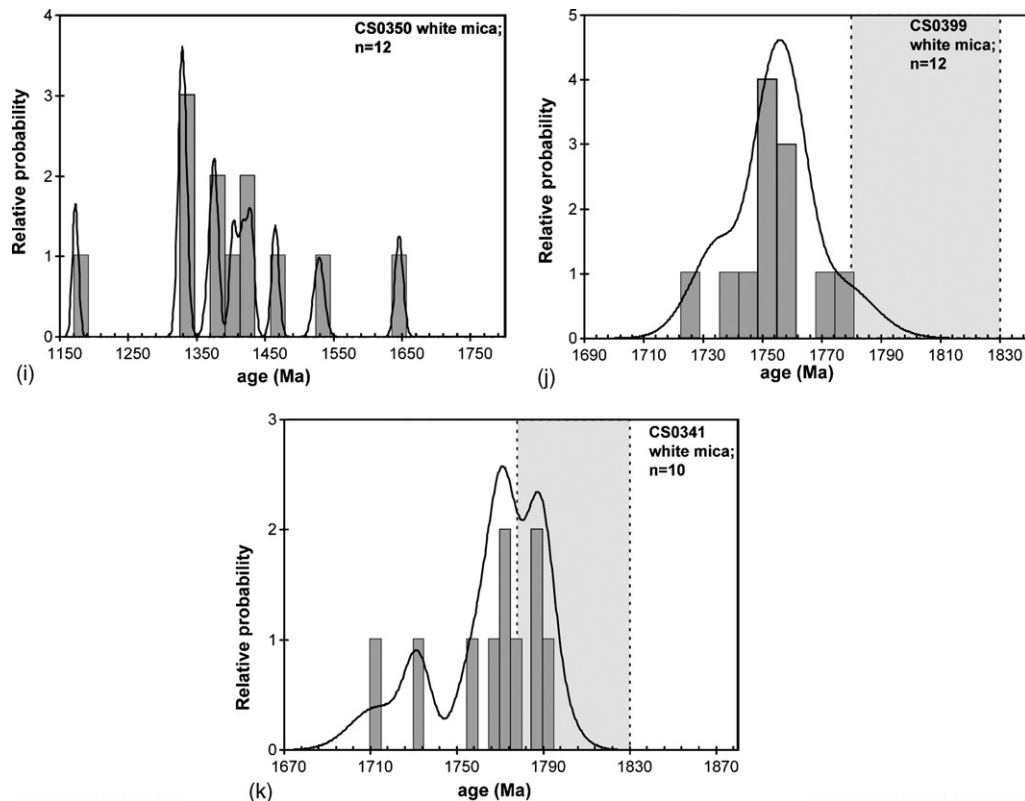 CS0350 white mica;
n=12
Relative probability
5
4
3
2
1
0
1150 1250 1350 1450 1550 1650 1750
age (Ma)
(i)
CS0399
white mica;
n=12
Relative probability
5
4
3
2
1
0
1690 1710 1730 1750 1770 1790 1810 1830
age (Ma)
(j)
CS0341
white mica;
n=10
Relative probability
3
2
1
0
1670 1710 1750 1790 1830 1870
age (Ma)
(k)